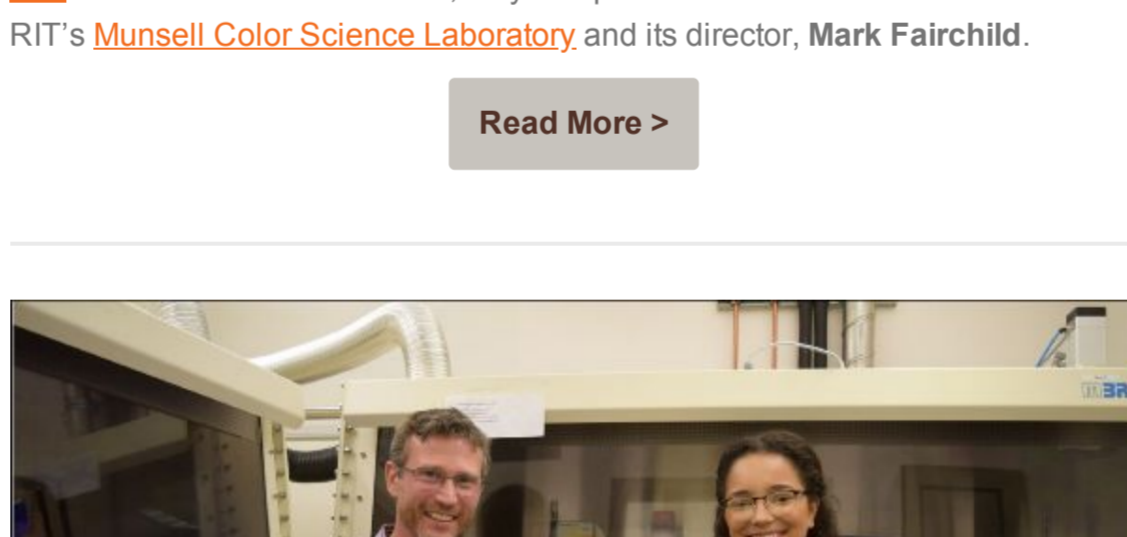 RIT’s Munsell Color Science Laboratory and its director, Mark Fairchild.
Read More >